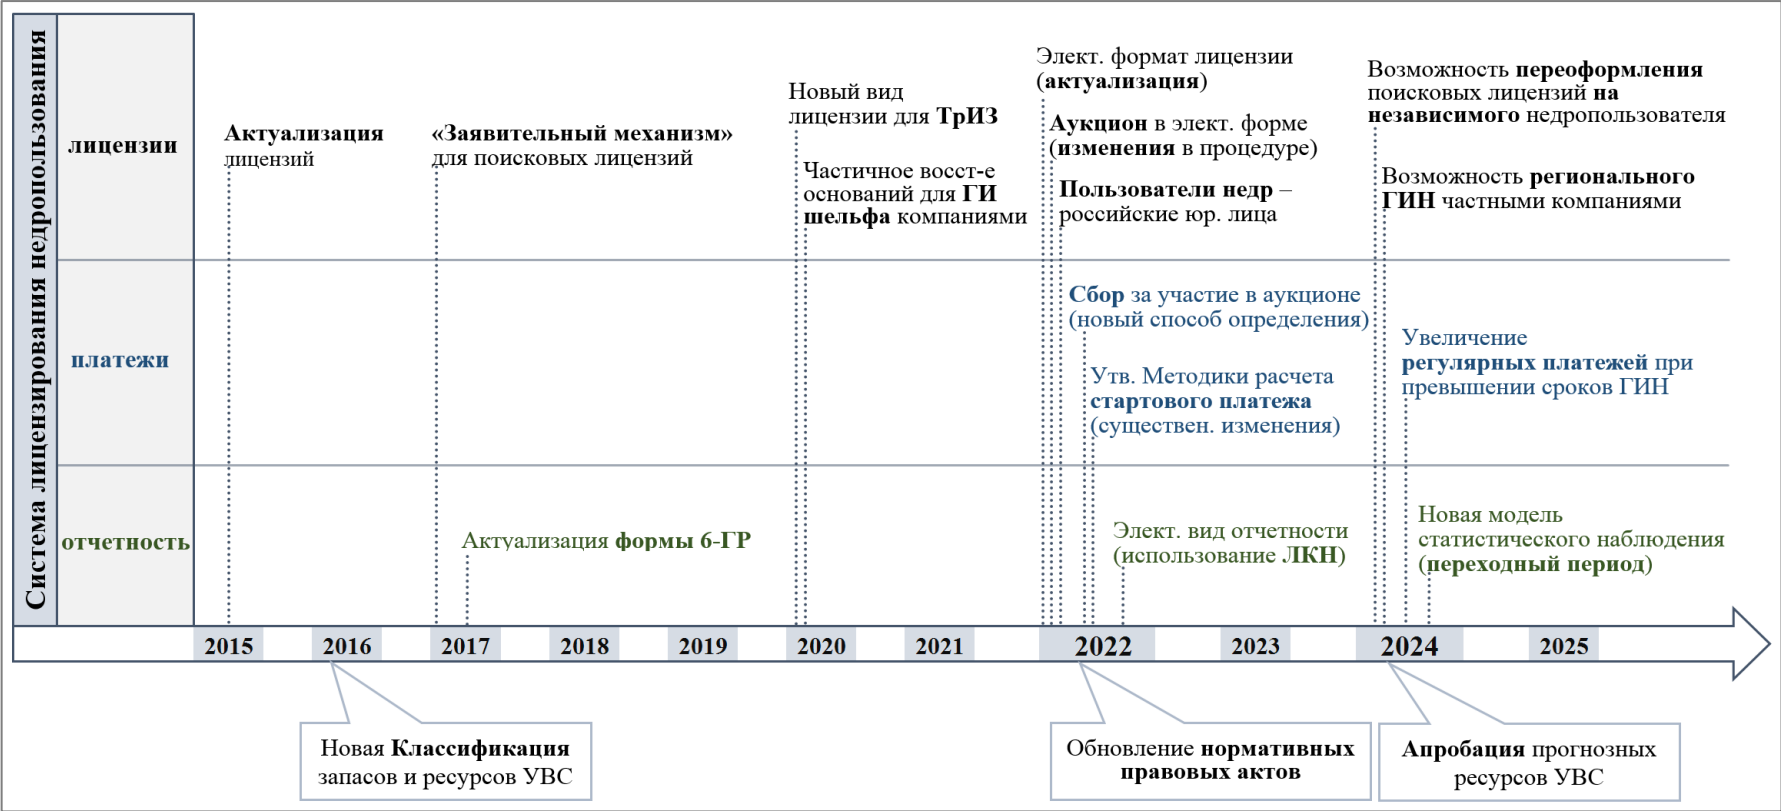 Система лицензирования недропользования
лицензии
Актуализация
лицензий
«Заявительный механизм»
для поисковых лицензий
Новый вид
лицензии для ТрИЗ
Частичное восст-е
оснований для ГИ
шельфа компаниями
Элект. формат лицензии
(актуализация)
Аукцион в элект. форме
(изменения в процедуре)
Пользователи недр –
российские юр. лица
Возможность переоформления
поисковых лицензий на
независимого недропользователя
Возможность регионального
ГИН частными компаниями
платежи
Сбор за участие в аукционе
(новый способ определения)
Утв. Методики расчета
стартового платежа
(существен. изменения)
Увеличение
регулярных платежей при
превышении сроков ГИН
отчетность
Актуализация формы 6-ГР
Элект. вид отчетности
(использование ЛКН)
Новая модель
статистического наблюдения
(переходный период)
2015 2016 2017 2018 2019 2020 2021 2022 2023 2024 2025
Новая Классификация
запасов и ресурсов УВС
Обновление нормативных
правовых актов
Апробация прогнозных
ресурсов УВС